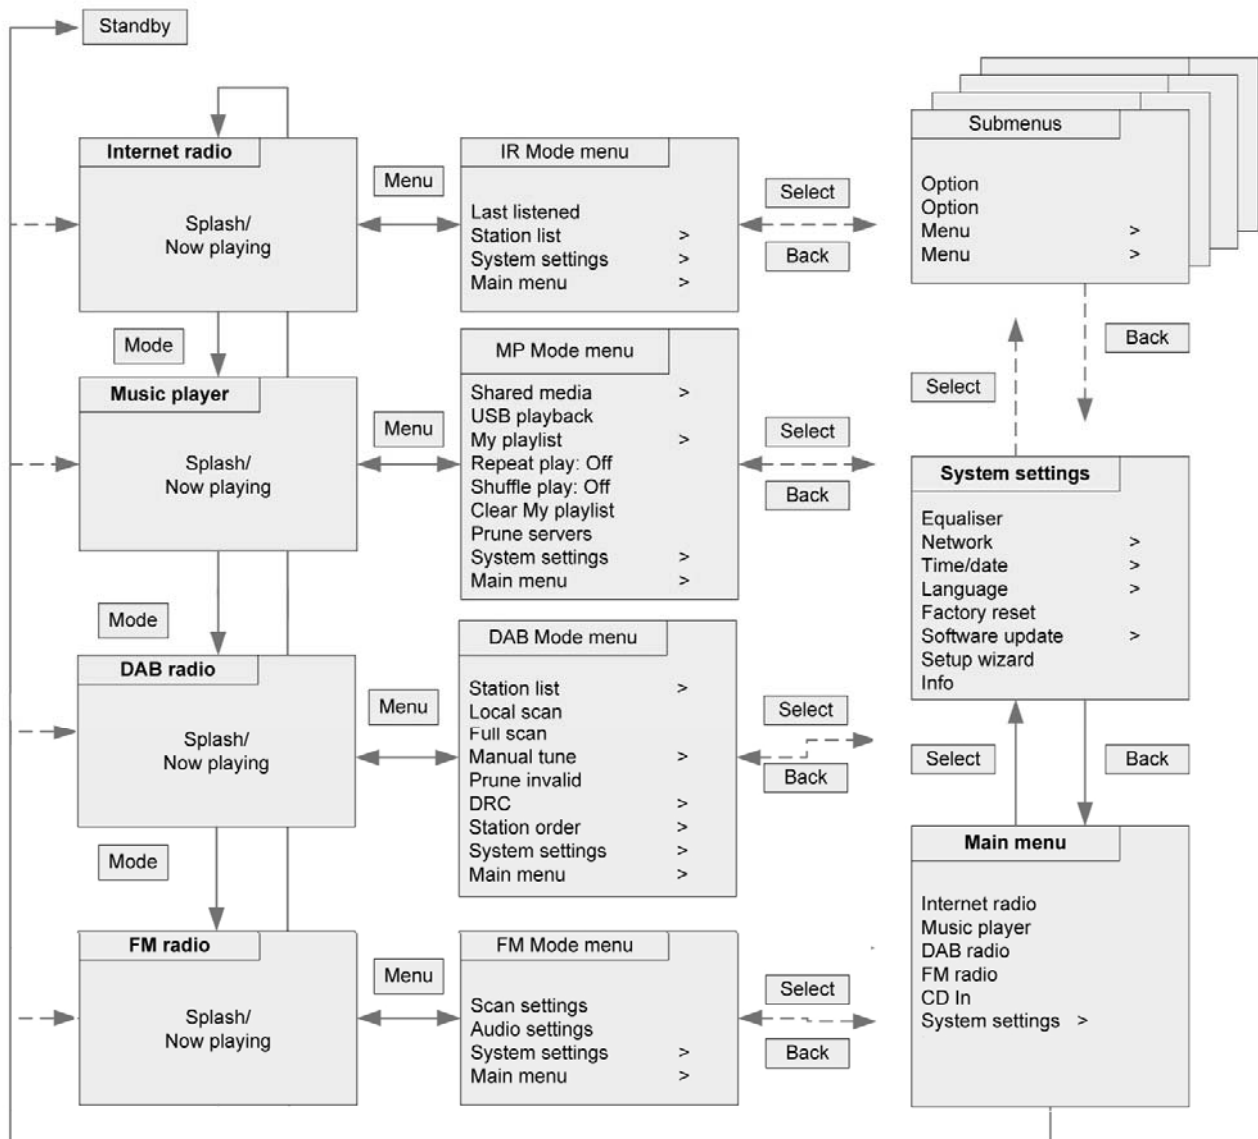 Standby
Internet radio
Splash/
Now playing
Menu
IR Mode menu
Last listened
Station list >
System settings >
Main menu >
Select
Back
Submenus
Option
Option
Menu >
Menu >
Mode
Music player
Splash/
Now playing
Menu
MP Mode menu
Shared media >
USB playback
My playlist >
Repeat play: Off
Shuffle play: Off
Clear My playlist
Prune servers
System settings >
Main menu >
Select
Back
Select
Back
System settings
Equaliser
Network >
Time/date >
Language >
Factory reset
Software update >
Setup wizard
Info
Mode
DAB radio
Splash/
Now playing
Menu
DAB Mode menu
Station list >
Local scan
Full scan
Manual tune >
Prune invalid
DRC >
Station order >
System settings >
Main menu >
Select
Back
Select
Back
Mode
FM radio
Splash/
Now playing
Menu
FM Mode menu
Scan settings
Audio settings
System settings >
Main menu >
Select
Back
Main menu
Internet radio
Music player
DAB radio
FM radio
CD In
System settings >